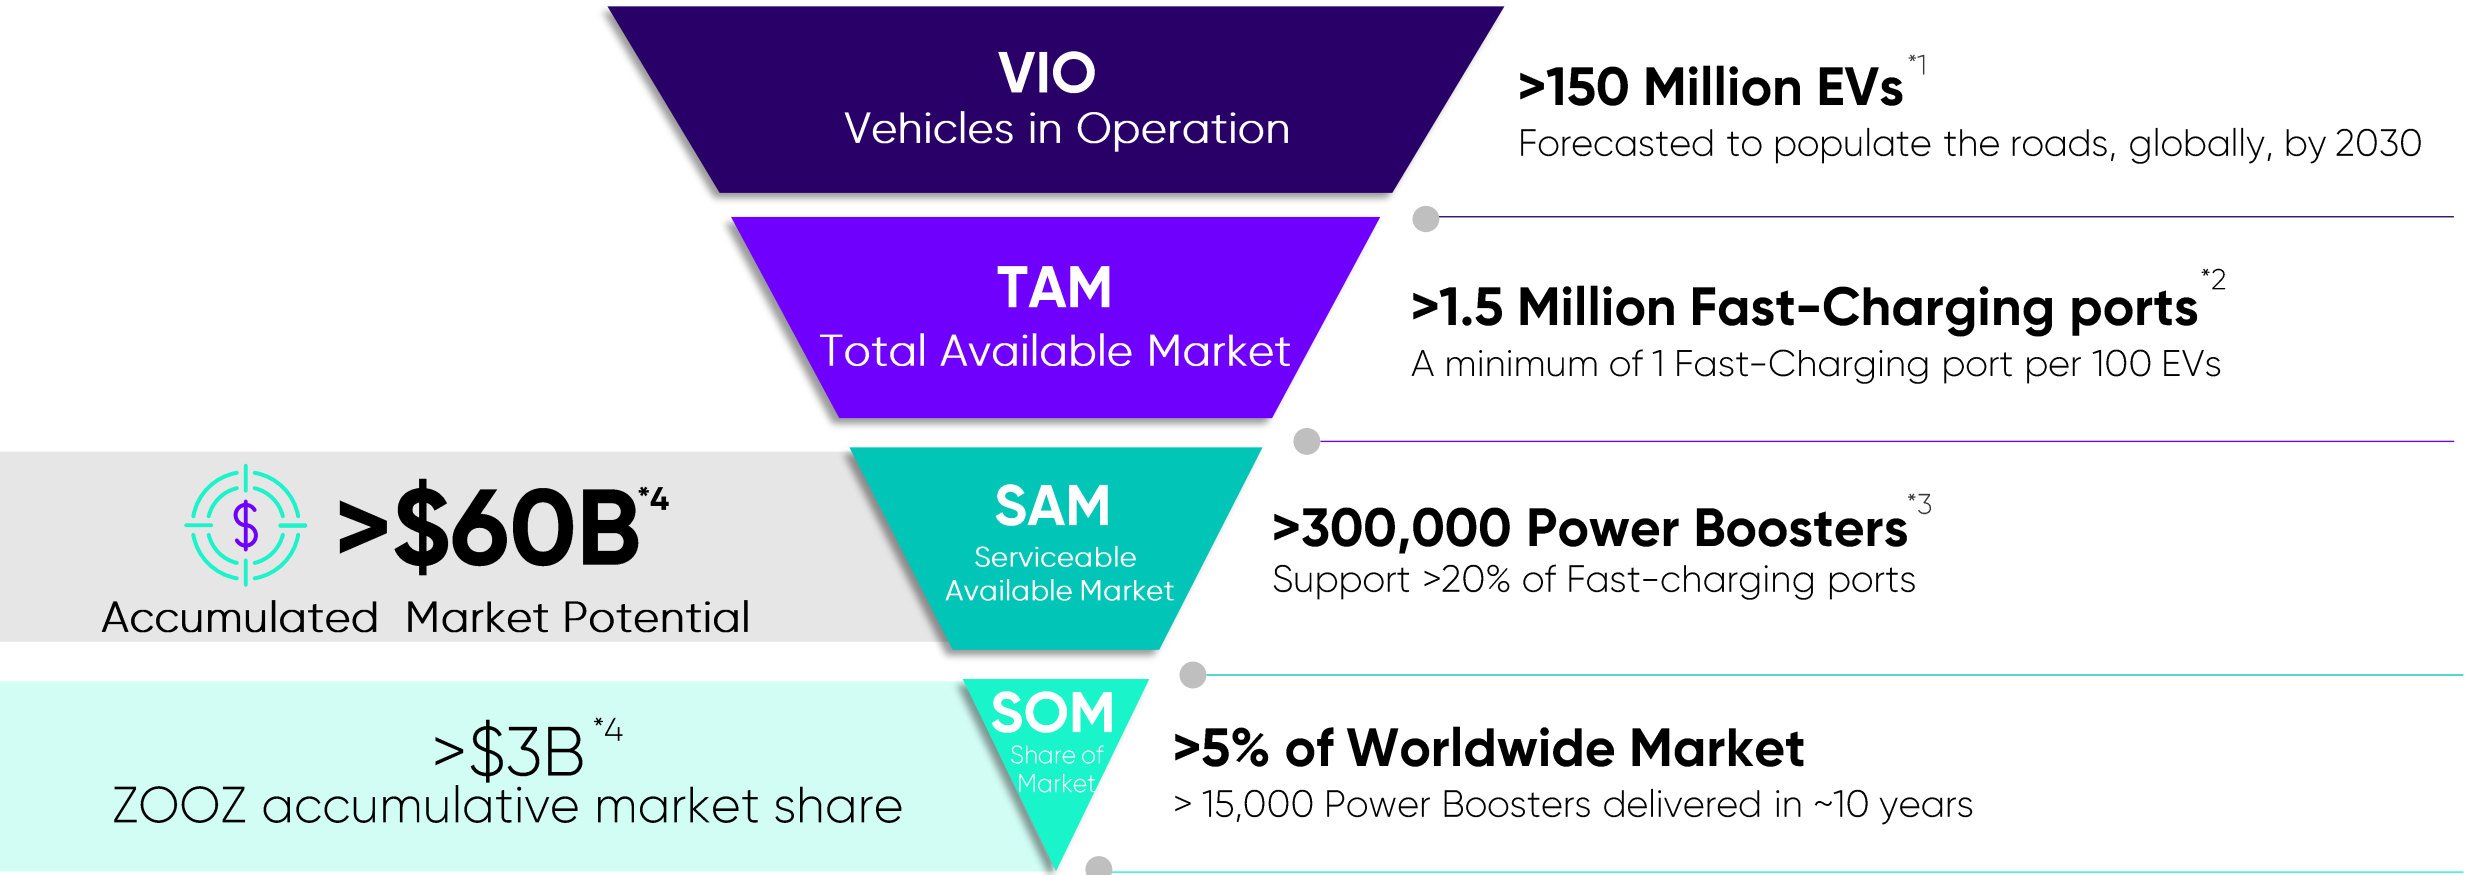 VIO
Vehicles in Operation
>150 Million EVs*1
Forecasted to populate the roads, globally, by 2030
TAM
Total Available Market
>1.5 Million Fast-Charging ports*2
A minimum of 1 Fast-Charging port per 100 EVs
$
>$60B*4
Accumulated Market Potential
SAM
Serviceable
Available Market
>300,000 Power Boosters*3
Support >20% of Fast-charging ports
>$3B*4
ZOOZ accumulative market share
SOM
Share of
Market
>5% of Worldwide Market
> 15,000 Power Boosters delivered in ~10 years